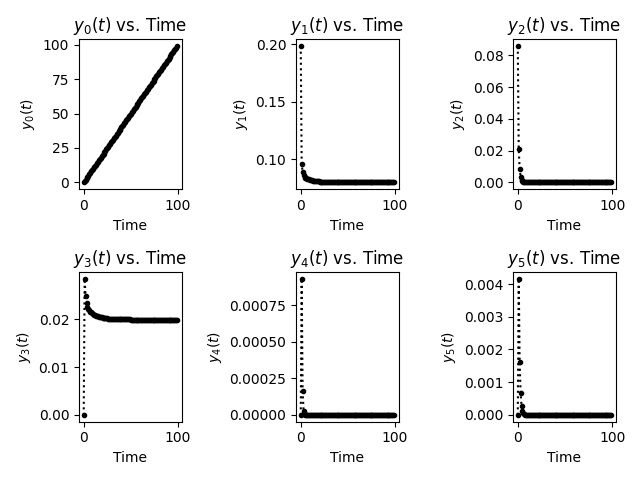 y₀(t) vs. Time
y₁(t) vs. Time
y₂(t) vs. Time
100
75
50
25
0
y₀(t)
0
100
Time
0.20
0.15
0.10
y₁(t)
0
100
Time
0.08
0.06
0.04
0.02
0.00
y₂(t)
0
100
Time
y₃(t) vs. Time
y₄(t) vs. Time
y₅(t) vs. Time
0.02
0.01
0.00
y₃(t)
0
100
Time
0.00075
0.00050
0.00025
0.00000
y₄(t)
0
100
Time
0.004
0.003
0.002
0.001
0.000
y₅(t)
0
100
Time